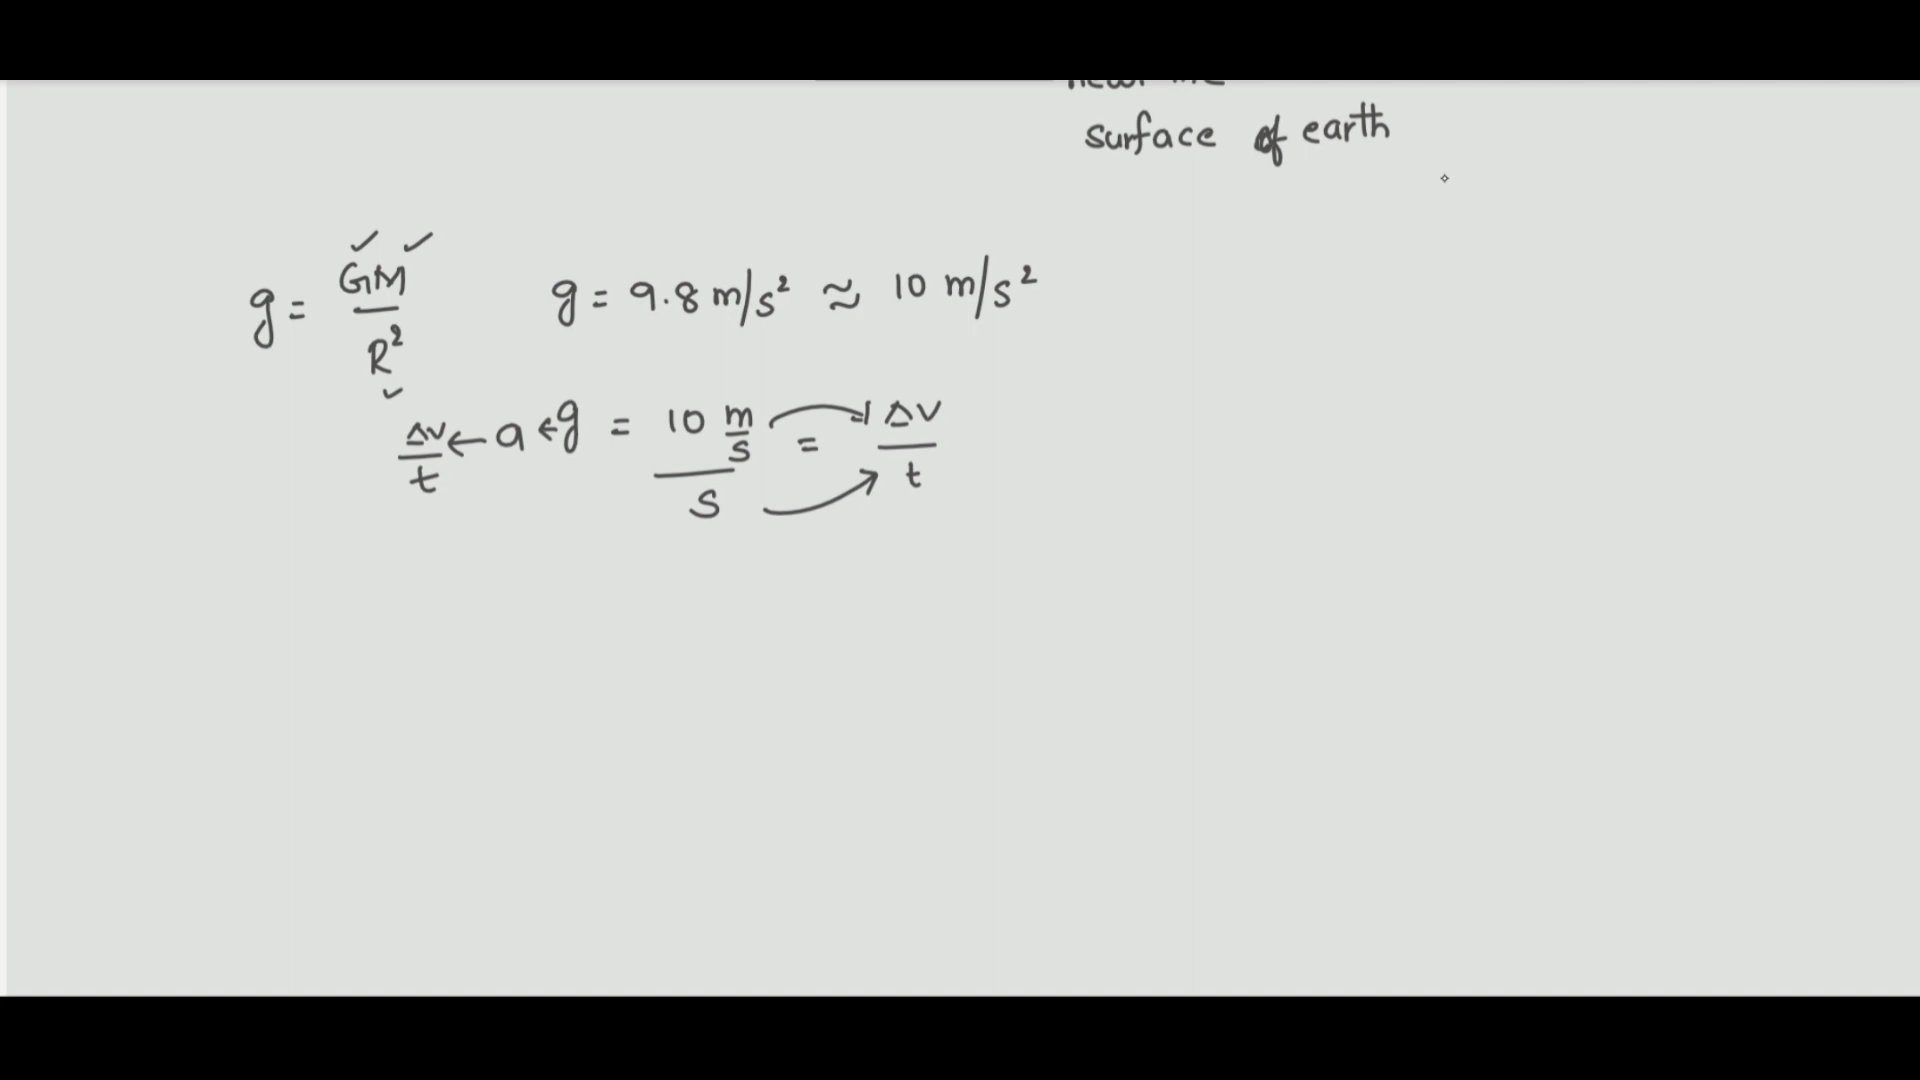 surface of earth
g = GM/R² g = 9.8 m/s² ≈ 10 m/s²
Δv/t ← a ← g = 10 m/s / s = Δv/t